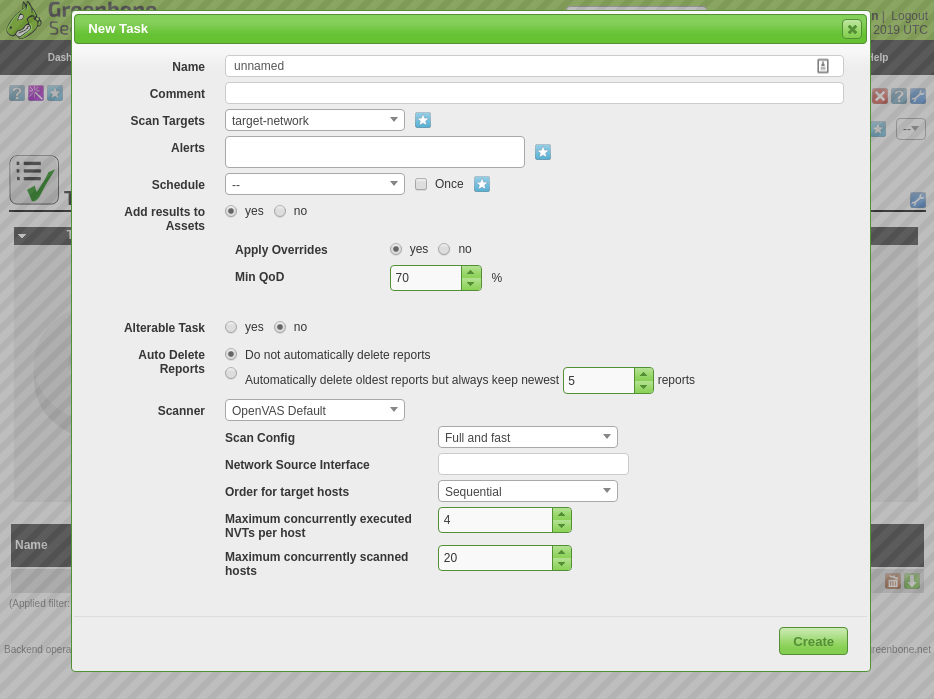 Greenbone
Se
n | Logout
2019 UTC
New Task
Dash
Help
Name
unnamed
Comment
Scan Targets
target-network
Alerts
--
Schedule
--
Once
Add results to
Assets
yes
no
Apply Overrides
yes
no
Min QoD
70
%
Alterable Task
yes
no
Auto Delete
Reports
Do not automatically delete reports
Automatically delete oldest reports but always keep newest 5 reports
Scanner
OpenVAS Default
Scan Config
Full and fast
Network Source Interface
Order for target hosts
Sequential
Maximum concurrently executed
NVTs per host
4
Name
Maximum concurrently scanned
hosts
20
(Applied filter:
Create
Backend opera
reenbone.net